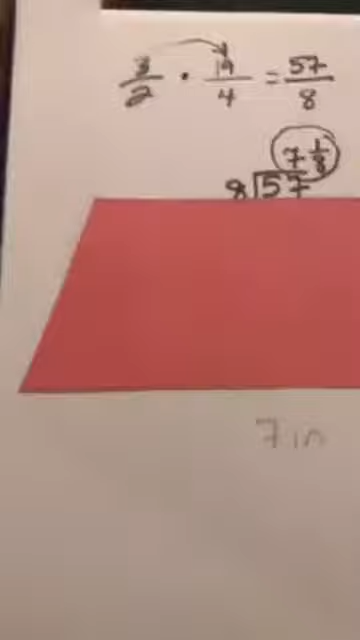 3/2 · 19/4 = 57/8
7 1/8
8⟌57
7 in